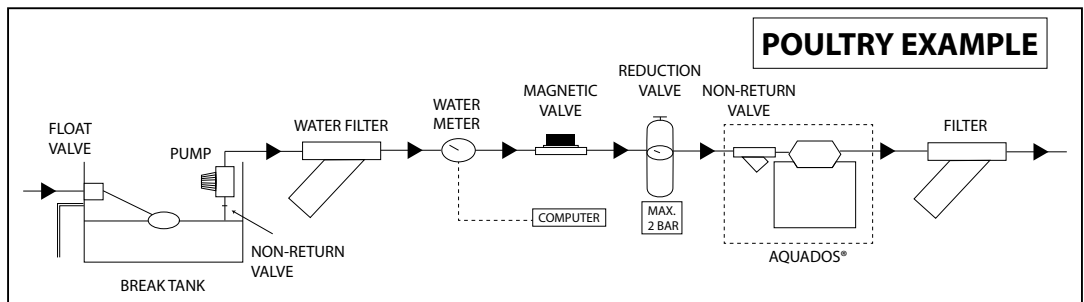 POULTRY EXAMPLE
FLOAT
VALVE
PUMP
NON-RETURN
VALVE
BREAK TANK
WATER FILTER
WATER
METER
COMPUTER
MAGNETIC
VALVE
REDUCTION
VALVE
MAX.
2 BAR
NON-RETURN
VALVE
AQUADOS®
FILTER